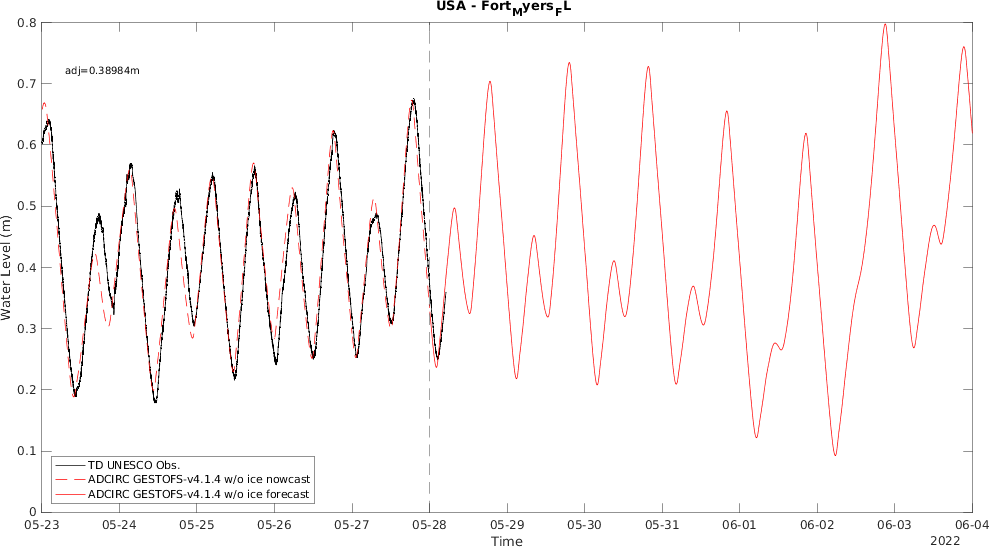 USA - Fort_Myers_FL
adj=0.38984m
Water Level (m)
0.8
0.7
0.6
0.5
0.4
0.3
0.2
0.1
0
TD UNESCO Obs.
ADCIRC GESTOFS-v4.1.4 w/o ice nowcast
ADCIRC GESTOFS-v4.1.4 w/o ice forecast
05-23 05-24 05-25 05-26 05-27 05-28 05-29 05-30 05-31 06-01 06-02 06-03 06-04
Time
2022